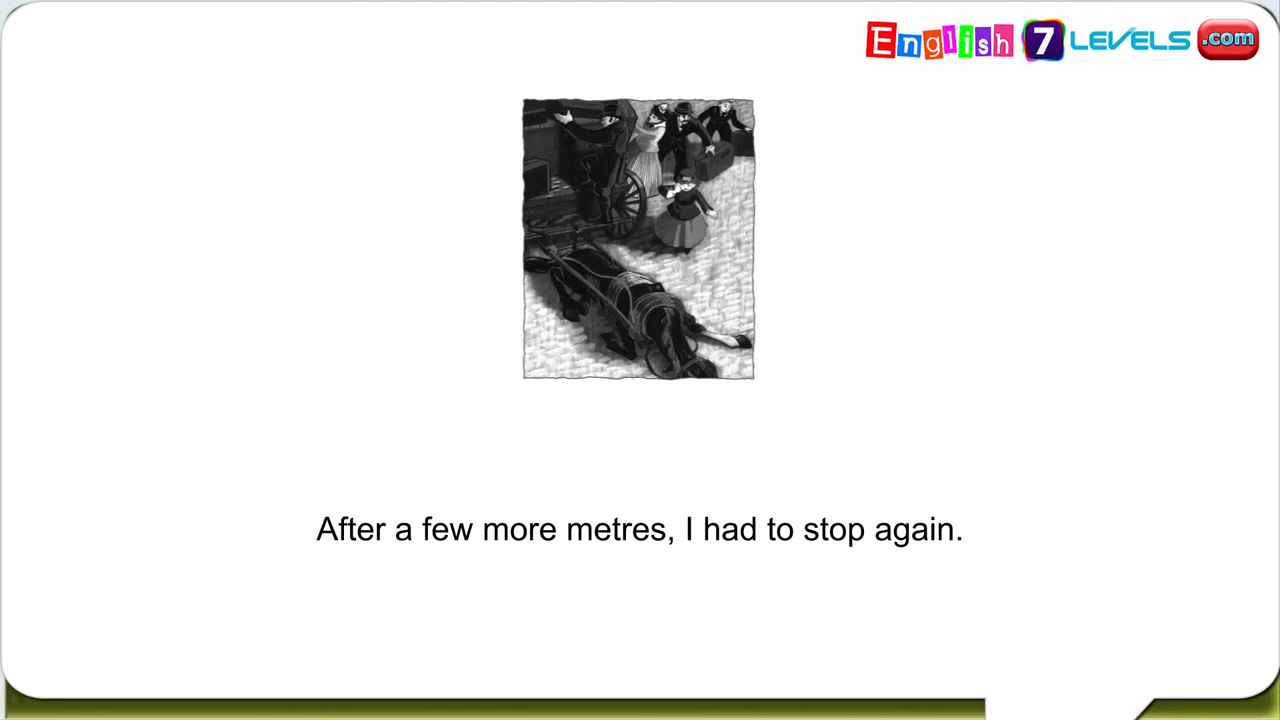 English 7 LEVELS .com
After a few more metres, I had to stop again.